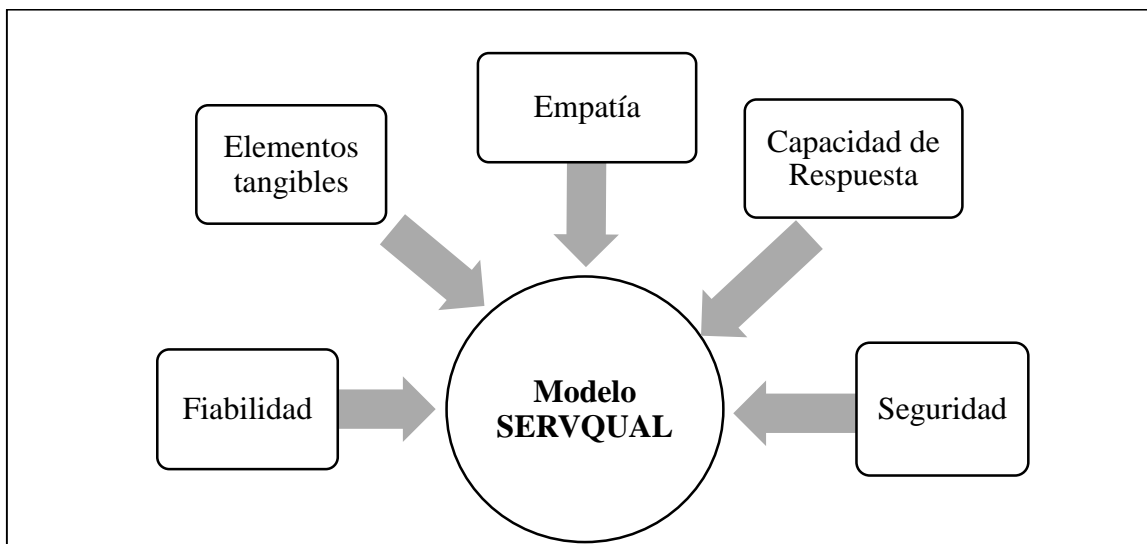 Empatía
Elementos
tangibles
Capacidad de
Respuesta
Fiabilidad
Modelo
SERVQUAL
Seguridad